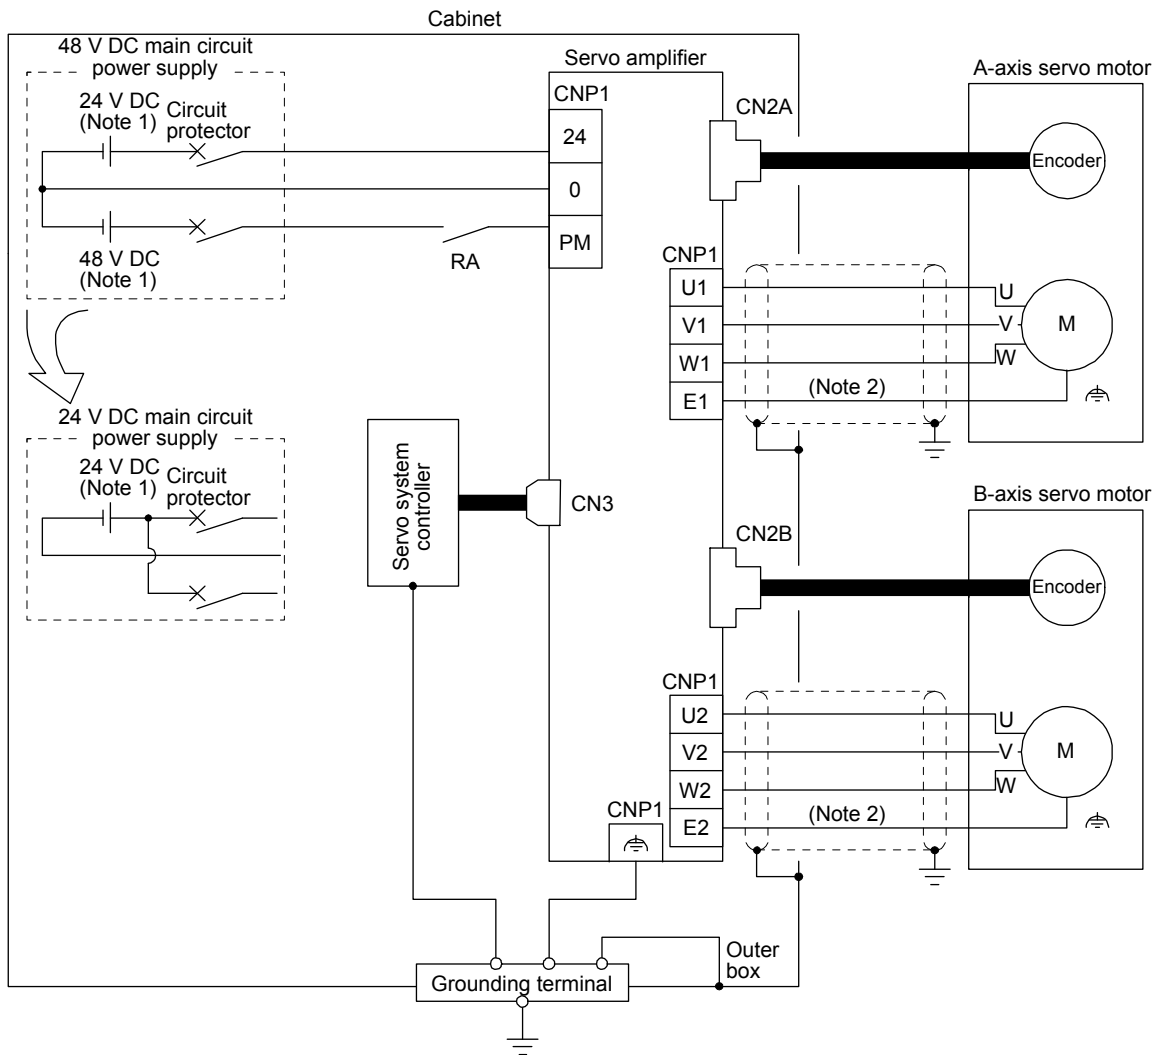 Cabinet
48 V DC main circuit
power supply
24 V DC
(Note 1)
Circuit
protector
48 V DC
(Note 1)
RA
Servo amplifier
CNP1
24
0
PM
CN2A
A-axis servo motor
Encoder
CNP1
U1
V1
W1
E1
(Note 2)
U
V
W
M
24 V DC main circuit
power supply
24 V DC
(Note 1)
Circuit
protector
Servo system
controller
CN3
CN2B
B-axis servo motor
Encoder
CNP1
U2
V2
W2
E2
(Note 2)
U
V
W
M
CNP1
Outer
box
Grounding terminal